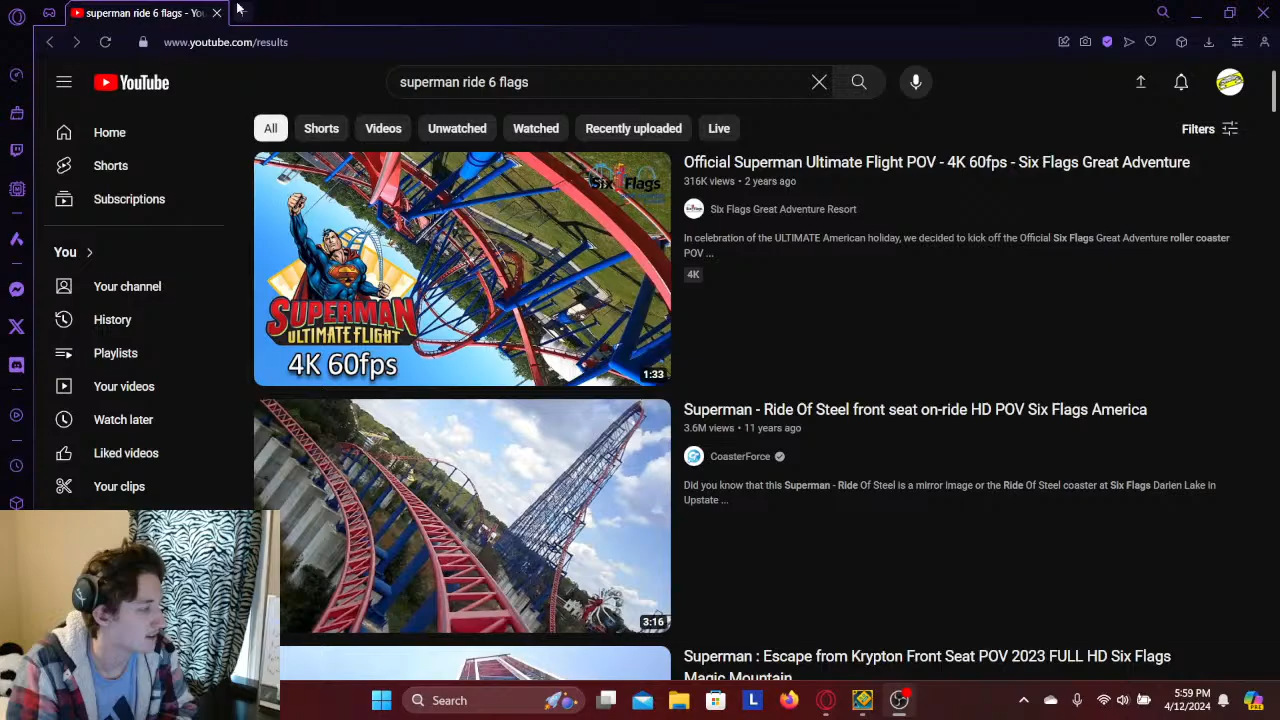 superman ride 6 flags - You
www.youtube.com/results
YouTube
superman ride 6 flags
All
Shorts
Videos
Unwatched
Watched
Recently uploaded
Live
Filters
Home
Shorts
Subscriptions
You
Your channel
History
Playlists
Your videos
Watch later
Liked videos
Your clips
Six Flags
SUPERMAN
ULTIMATE FLIGHT
4K 60fps
1:33
Official Superman Ultimate Flight POV - 4K 60fps - Six Flags Great Adventure
316K views • 2 years ago
Six Flags Great Adventure Resort
In celebration of the ULTIMATE American holiday, we decided to kick off the Official Six Flags Great Adventure roller coaster
POV ...
4K
3:16
Superman - Ride Of Steel front seat on-ride HD POV Six Flags America
3.6M views • 11 years ago
CoasterForce
Did you know that this Superman - Ride Of Steel is a mirror image or the Ride Of Steel coaster at Six Flags Darien Lake in
Upstate ...
Superman : Escape from Krypton Front Seat POV 2023 FULL HD Six Flags
Magic Mountain
Search
L
5:59 PM
4/12/2024
PRE